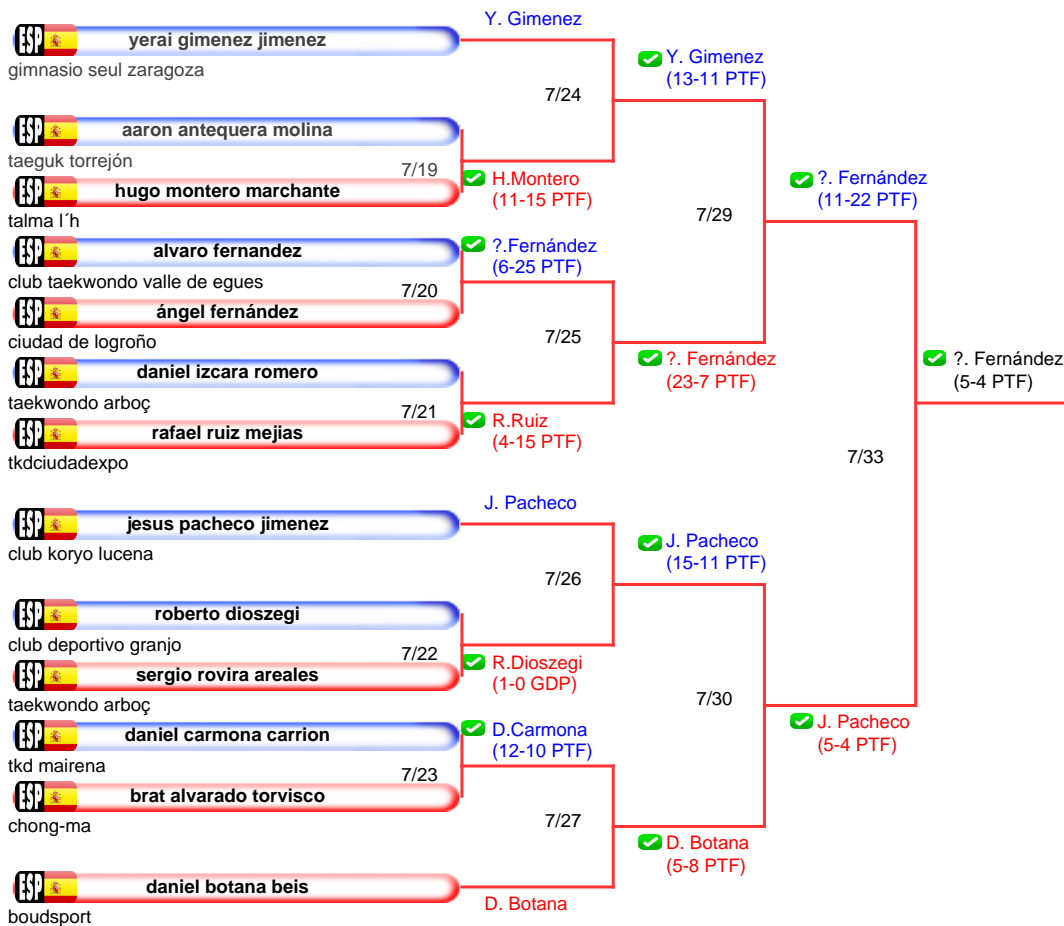 Y. Gimenez
ESP yerai gimenez jimenez
gimnasio seul zaragoza
Y. Gimenez
(13-11 PTF)
7/24
ESP aaron antequera molina
taeguk torrejón
7/19
ESP hugo montero marchante
talma l´h
H.Montero
(11-15 PTF)
?. Fernández
(11-22 PTF)
7/29
ESP alvaro fernandez
club taekwondo valle de egues
?.Fernández
(6-25 PTF)
7/20
ESP ángel fernández
ciudad de logroño
7/25
?. Fernández
(23-7 PTF)
?. Fernández
(5-4 PTF)
ESP daniel izcara romero
taekwondo arboç
7/21
ESP rafael ruiz mejias
tkdciudadexpo
R.Ruiz
(4-15 PTF)
7/33
J. Pacheco
ESP jesus pacheco jimenez
club koryo lucena
J. Pacheco
(15-11 PTF)
7/26
ESP roberto dioszegi
club deportivo granjo
7/22
ESP sergio rovira areales
taekwondo arboç
R.Dioszegi
(1-0 GDP)
7/30
J. Pacheco
(5-4 PTF)
ESP daniel carmona carrion
tkd mairena
D.Carmona
(12-10 PTF)
7/23
ESP brat alvarado torvisco
chong-ma
7/27
D. Botana
(5-8 PTF)
ESP daniel botana beis
boudsport
D. Botana